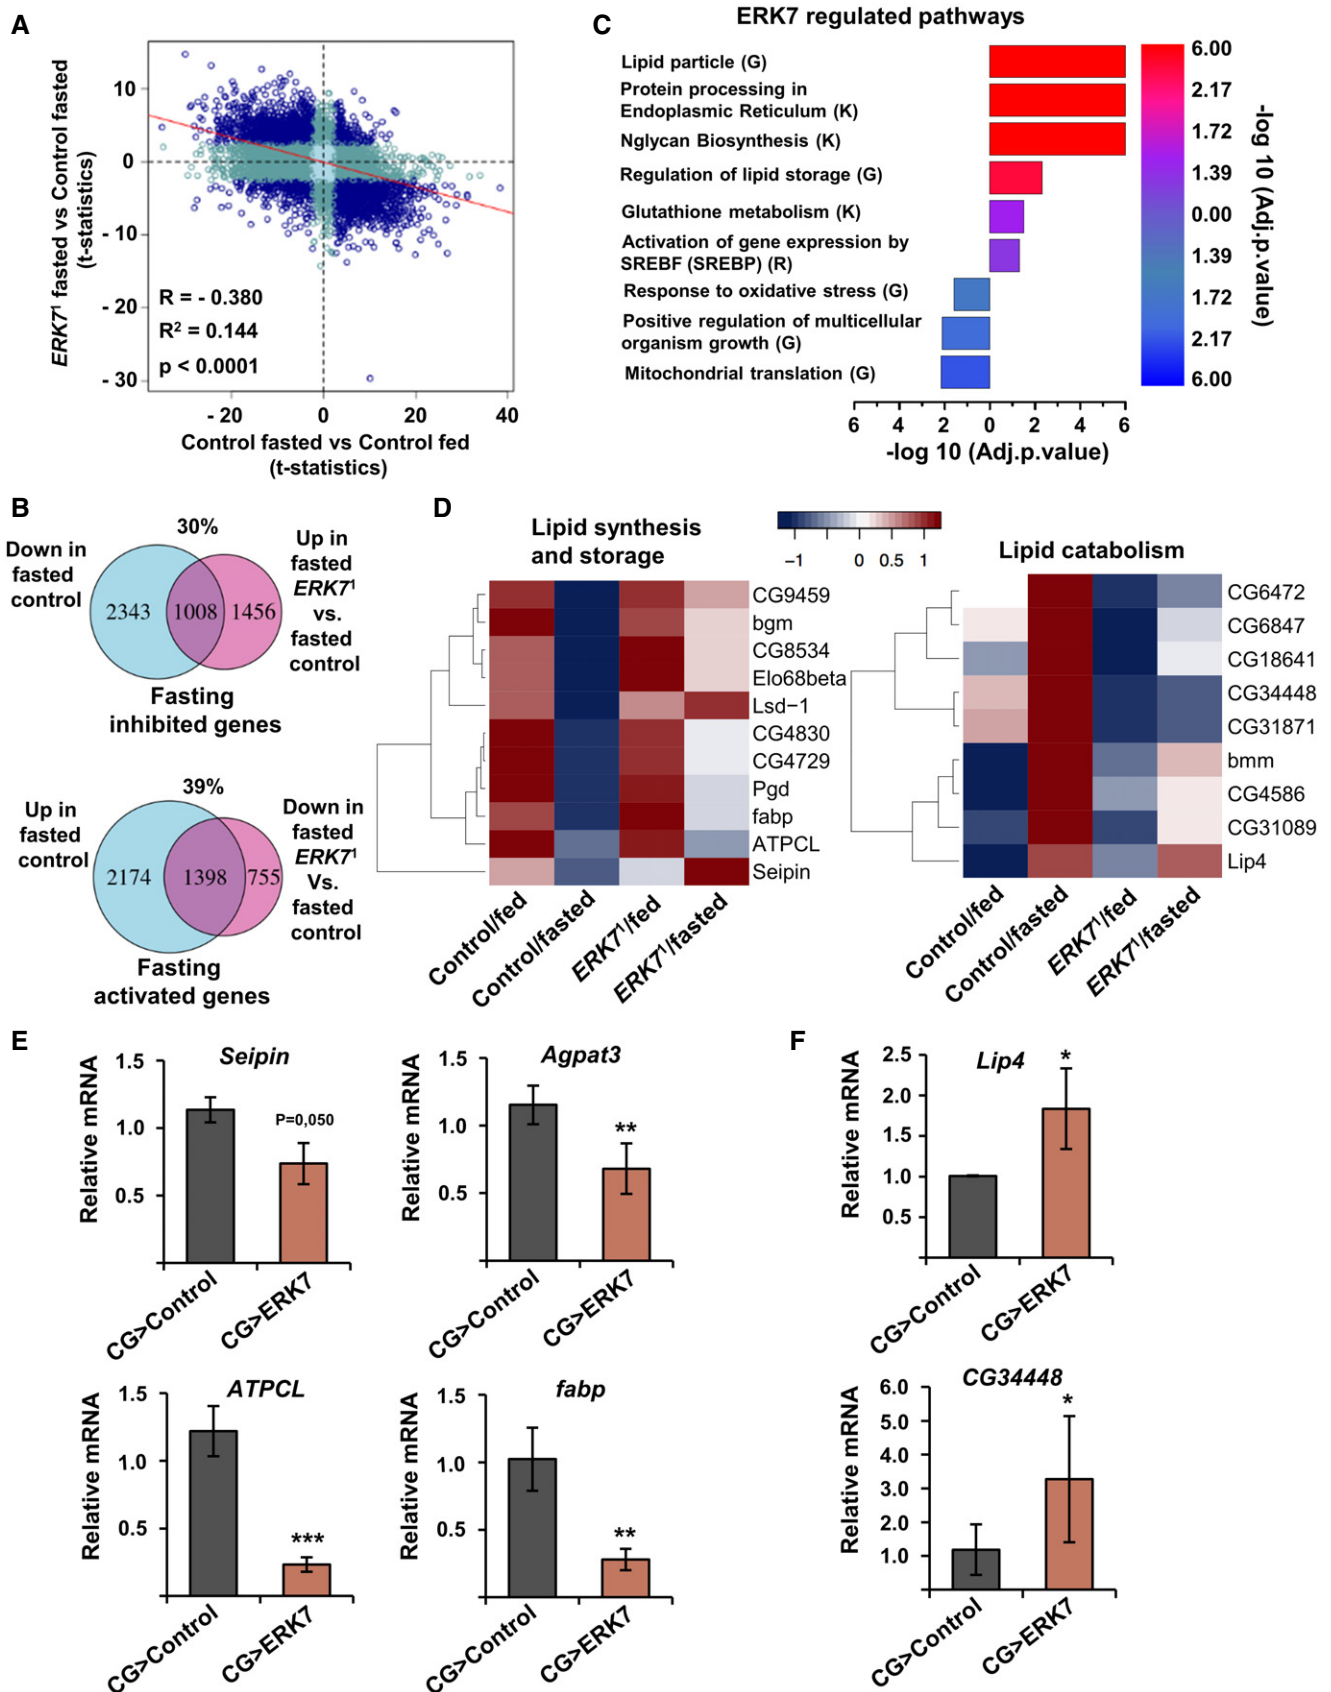 A
10
0
- 10
- 20
- 30
ERK7¹ fasted vs Control fasted
(t-statistics)
R = - 0.380
R² = 0.144
p < 0.0001
- 20
0
20
40
Control fasted vs Control fed
(t-statistics)
C
ERK7 regulated pathways
Lipid particle (G)
Protein processing in
Endoplasmic Reticulum (K)
Nglycan Biosynthesis (K)
Regulation of lipid storage (G)
Glutathione metabolism (K)
Activation of gene expression by
SREBF (SREBP) (R)
Response to oxidative stress (G)
Positive regulation of multicellular
organism growth (G)
Mitochondrial translation (G)
6 4 2 0 2 4 6
-log 10 (Adj.p.value)
6.00
2.17
1.72
1.39
0.00
1.39
1.72
2.17
6.00
-log 10 (Adj.p.value)
B
30%
Down in
fasted
control
2343
1008
1456
Up in
fasted
ERK7¹
vs.
fasted
control
Fasting
inhibited genes
39%
Up in
fasted
control
2174
1398
755
Down in
fasted
ERK7¹
Vs.
fasted
control
Fasting
activated genes
D
Lipid synthesis
and storage
−1 0 0.5 1
CG9459
bgm
CG8534
Elo68beta
Lsd−1
CG4830
CG4729
Pgd
fabp
ATPCL
Seipin
Control/fed
Control/fasted
ERK7¹/fed
ERK7¹/fasted
Lipid catabolism
CG6472
CG6847
CG18641
CG34448
CG31871
bmm
CG4586
CG31089
Lip4
Control/fed
Control/fasted
ERK7¹/fed
ERK7¹/fasted
E
Seipin
Relative mRNA
1.5
1.0
0.5
P=0,050
CG>Control
CG>ERK7
Agpat3
Relative mRNA
1.5
1.0
0.5
**
CG>Control
CG>ERK7
ATPCL
Relative mRNA
1.5
1.0
0.5
***
CG>Control
CG>ERK7
fabp
Relative mRNA
1.5
1.0
0.5
**
CG>Control
CG>ERK7
F
Lip4
Relative mRNA
2.5
2.0
1.5
1.0
0.5
*
CG>Control
CG>ERK7
CG34448
Relative mRNA
6.0
5.0
4.0
3.0
2.0
1.0
*
CG>Control
CG>ERK7